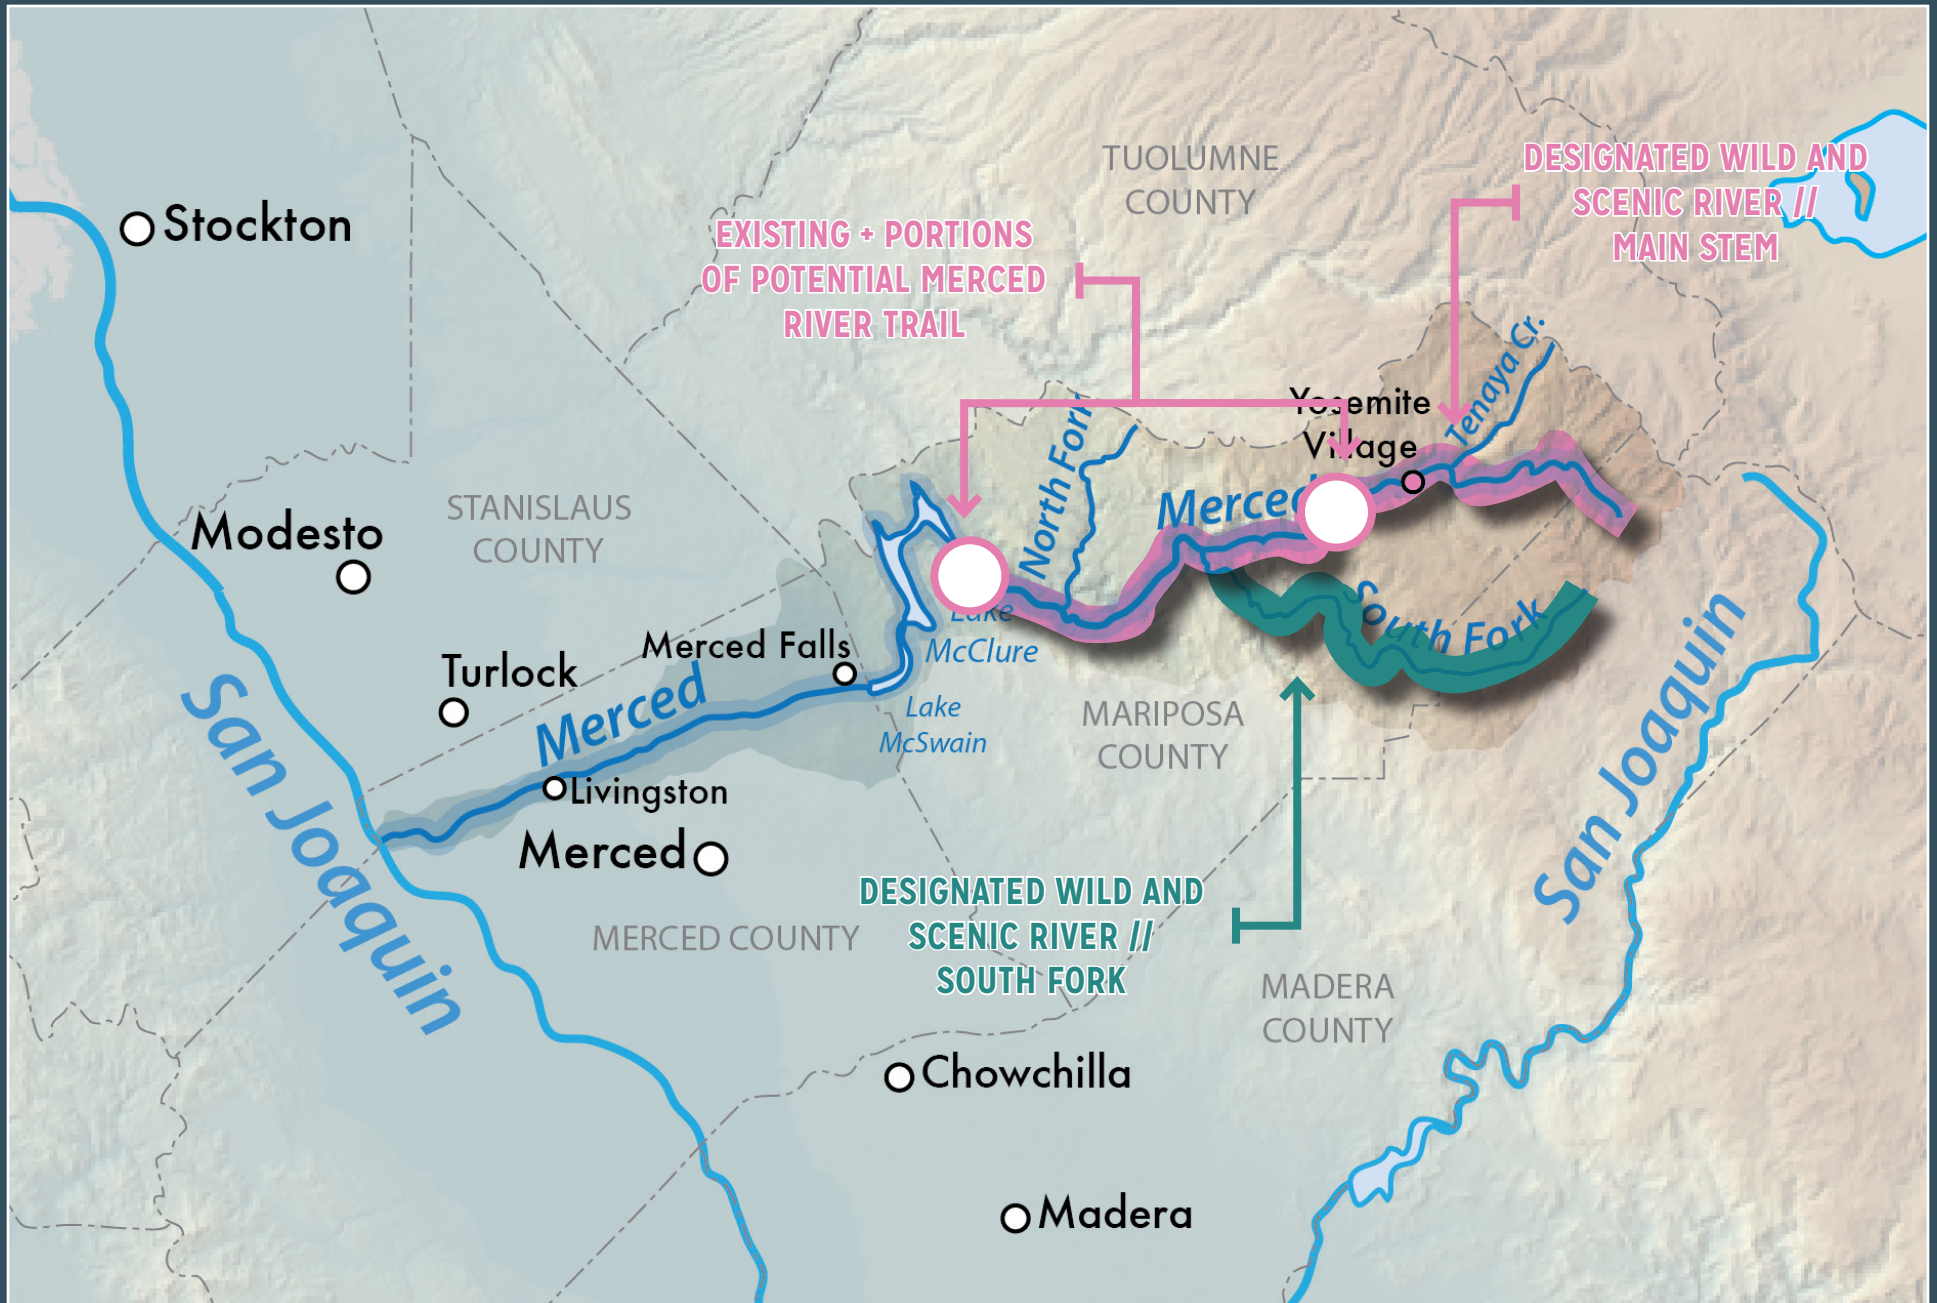 TUOLUMNE
COUNTY
DESIGNATED WILD AND
SCENIC RIVER //
MAIN STEM
Stockton
EXISTING + PORTIONS
OF POTENTIAL MERCED
RIVER TRAIL
Tenaya Cr.
Yosemite
Village
North Fork
Merced
STANISLAUS
COUNTY
Modesto
Lake
McClure
South Fork
Merced Falls
Turlock
Merced
Lake
McSwain
MARIPOSA
COUNTY
San Joaquin
San Joaquin
Livingston
Merced
DESIGNATED WILD AND
SCENIC RIVER //
SOUTH FORK
MERCED COUNTY
MADERA
COUNTY
Chowchilla
Madera